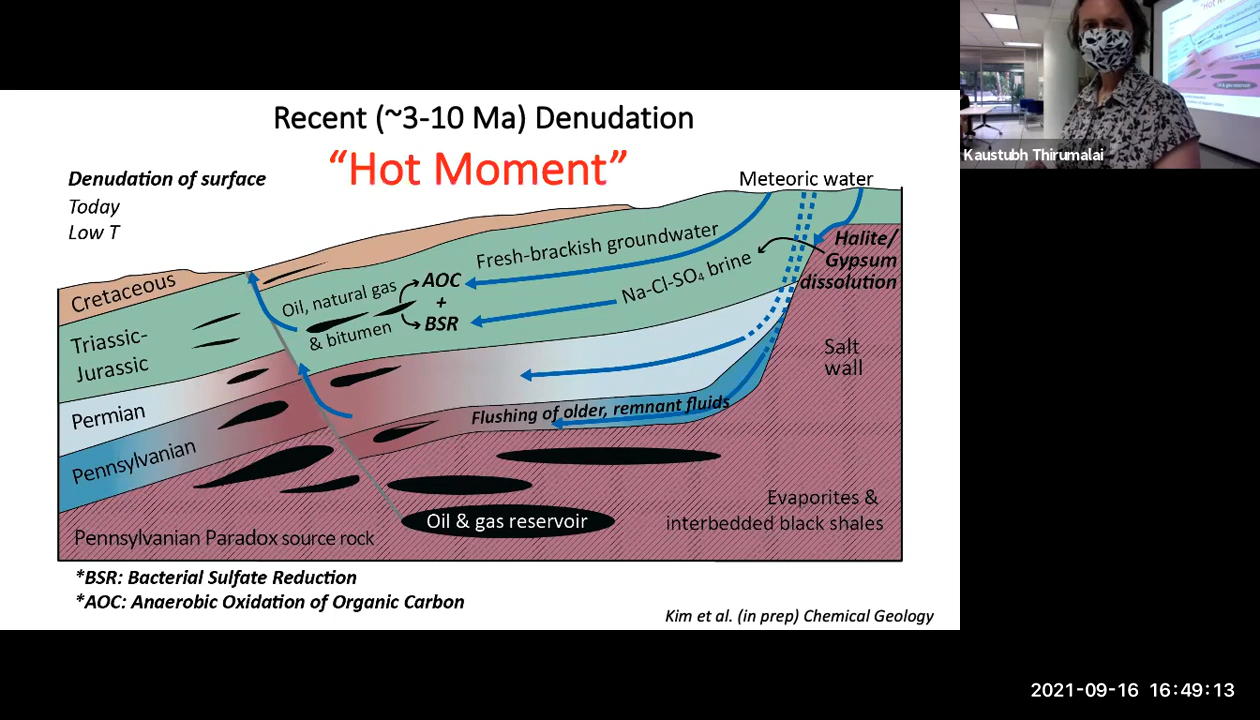 Recent (~3-10 Ma) Denudation
“Hot Moment”
Denudation of surface
Today
Low T
Meteoric water
Fresh-brackish groundwater
Na-Cl-SO₄ brine
Halite/
Gypsum
dissolution
Cretaceous
Oil, natural gas
& bitumen
AOC
+
BSR
Triassic-
Jurassic
Salt
wall
Permian
Flushing of older, remnant fluids
Pennsylvanian
Oil & gas reservoir
Evaporites &
interbedded black shales
Pennsylvanian Paradox source rock
*BSR: Bacterial Sulfate Reduction
*AOC: Anaerobic Oxidation of Organic Carbon
Kim et al. (in prep) Chemical Geology
Kaustubh Thirumalai
2021-09-16 16:49:13